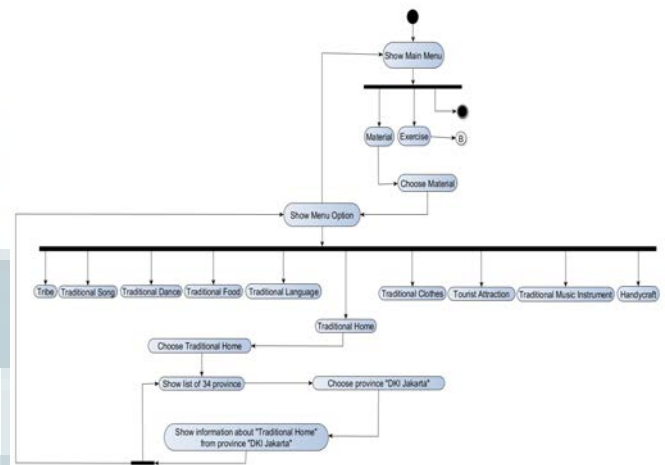 Show Main Menu
Material
Exercise
B
Choose Material
Show Menu Option
Tribe
Traditional Song
Traditional Dance
Traditional Food
Traditional Language
Traditional Clothes
Tourist Attraction
Traditional Music Instrument
Handycraft
Traditional Home
Choose Traditional Home
Show list of 34 province
Choose province "DKI Jakarta"
Show information about "Traditional Home"
from province "DKI Jakarta"